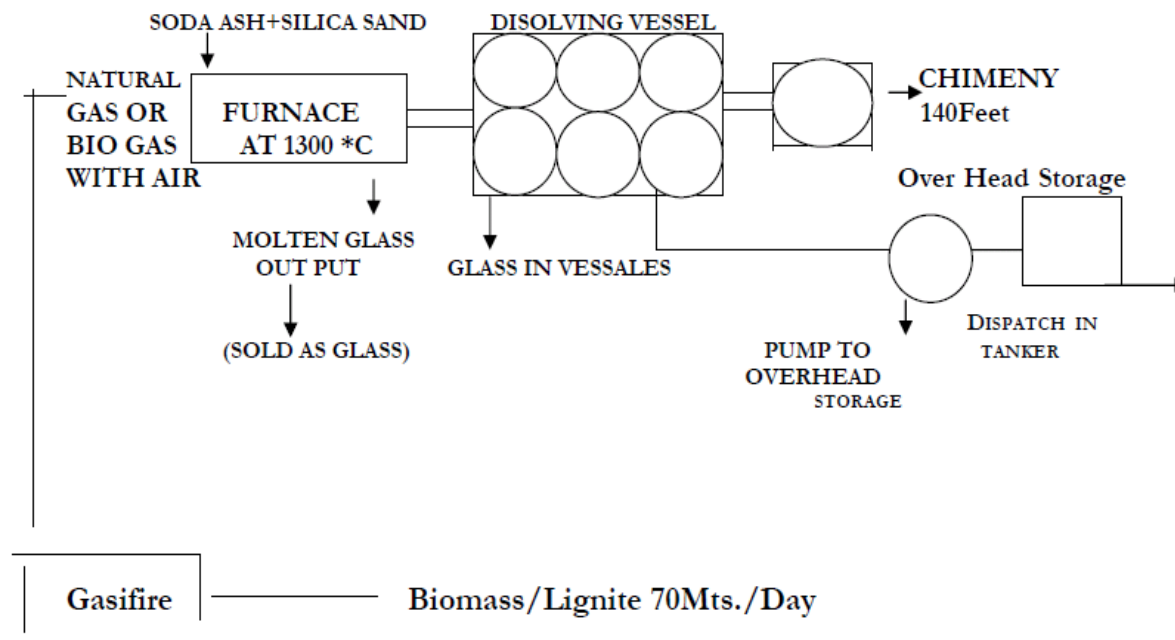 SODA ASH+SILICA SAND
DISOLVING VESSEL
NATURAL
GAS OR
BIO GAS
WITH AIR
FURNACE
AT 1300 *C
CHIMENY
140Feet
Over Head Storage
MOLTEN GLASS
OUT PUT
GLASS IN VESSALES
(SOLD AS GLASS)
DISPATCH IN
TANKER
PUMP TO
OVERHEAD
STORAGE
Gasifire
Biomass/Lignite 70Mts./Day